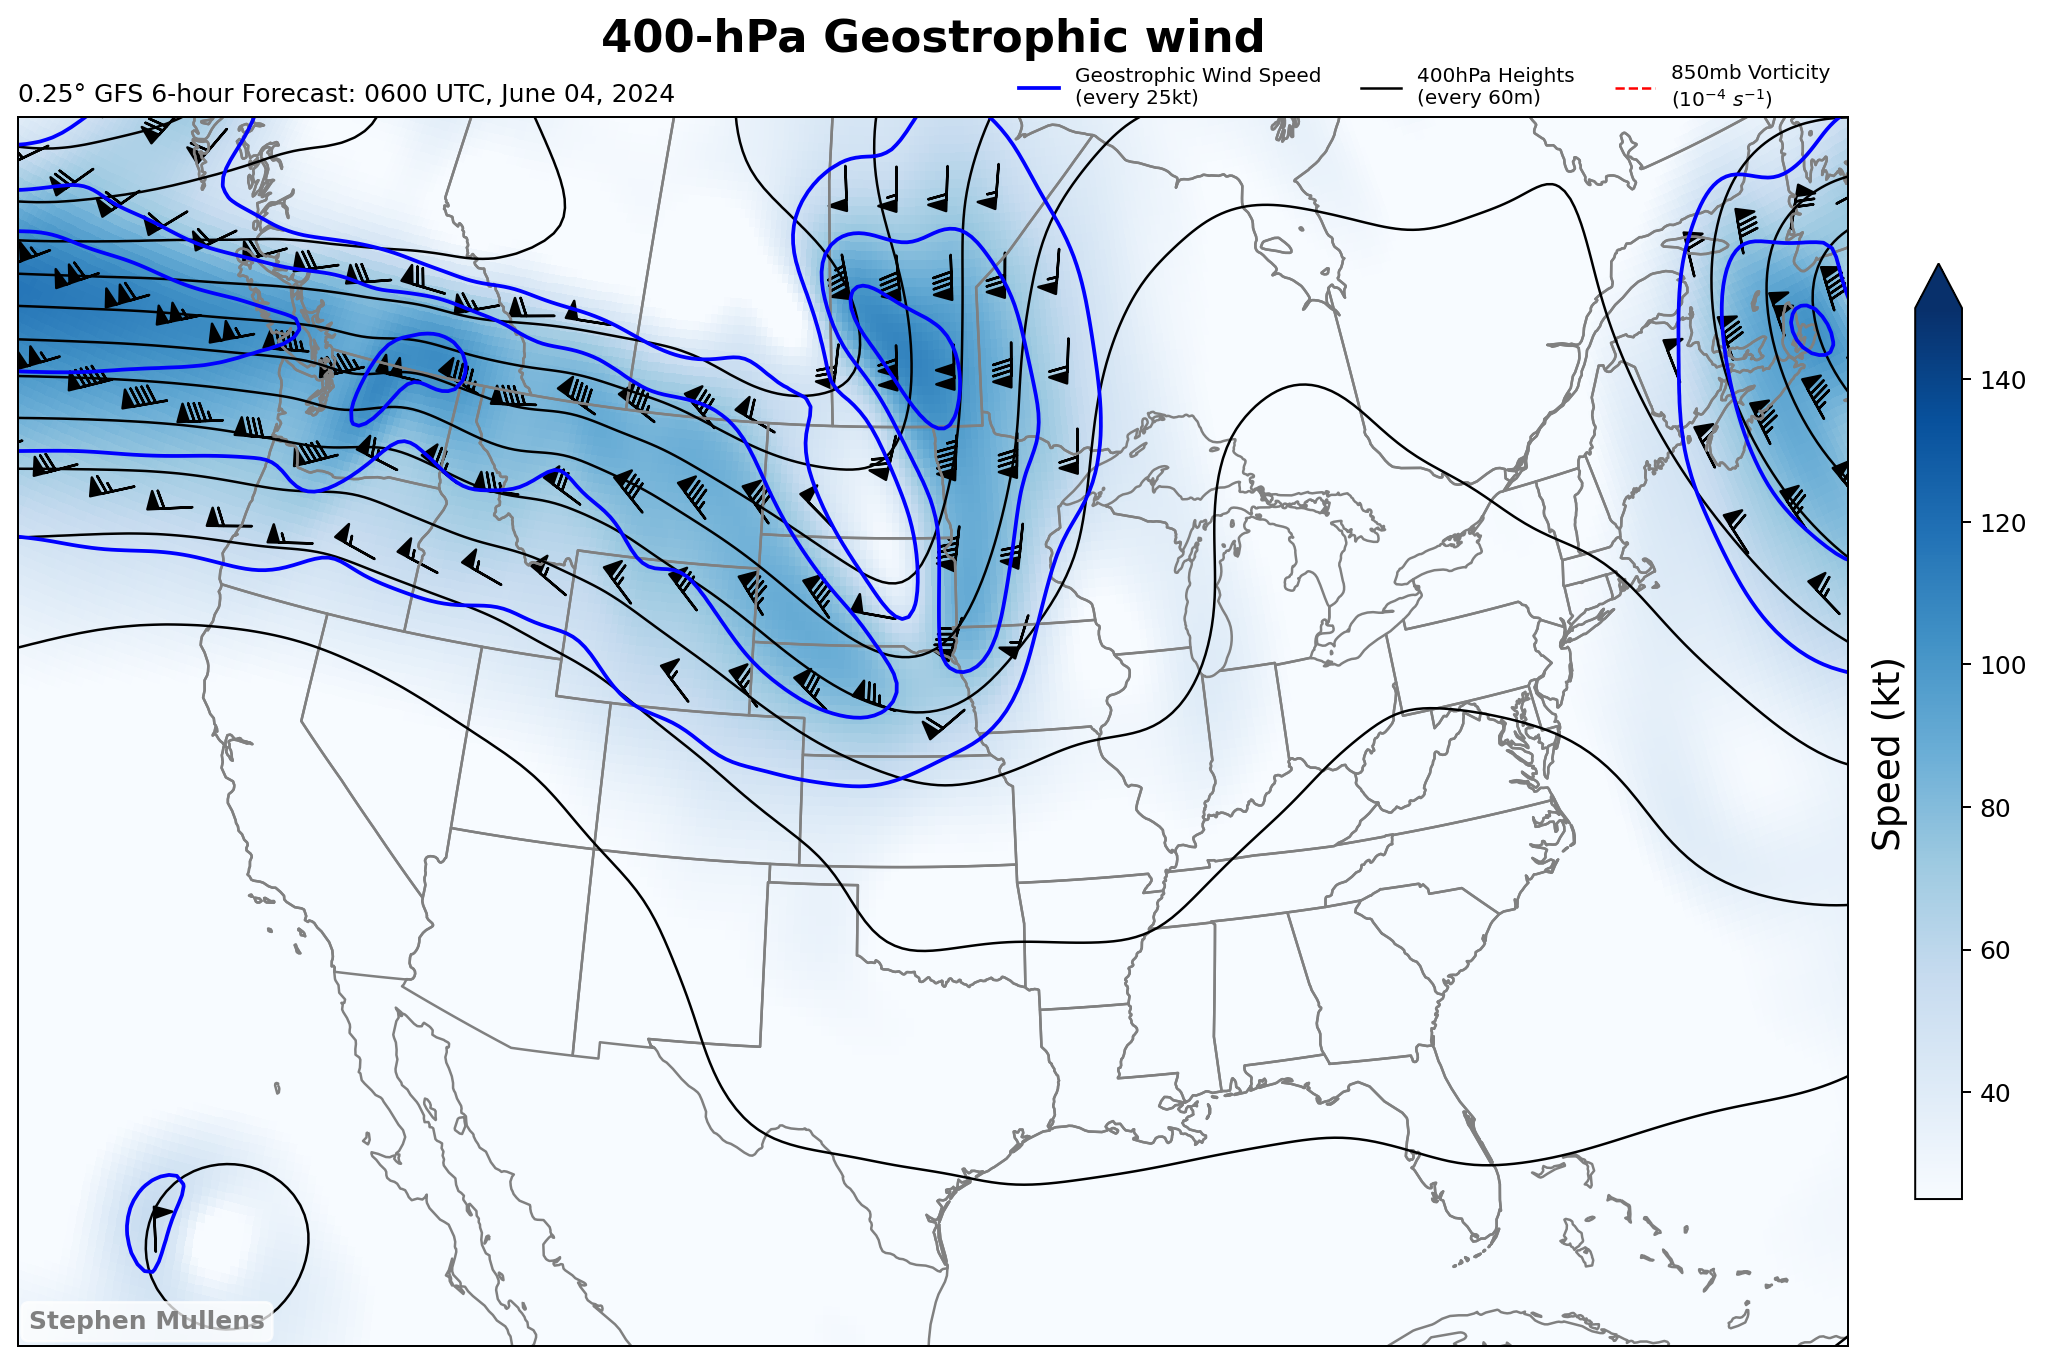 400-hPa Geostrophic wind
0.25° GFS 6-hour Forecast: 0600 UTC, June 04, 2024
Geostrophic Wind Speed
(every 25kt)
400hPa Heights
(every 60m)
850mb Vorticity
(10⁻⁴ s⁻¹)
140
120
100
80
60
40
Speed (kt)
Stephen Mullens